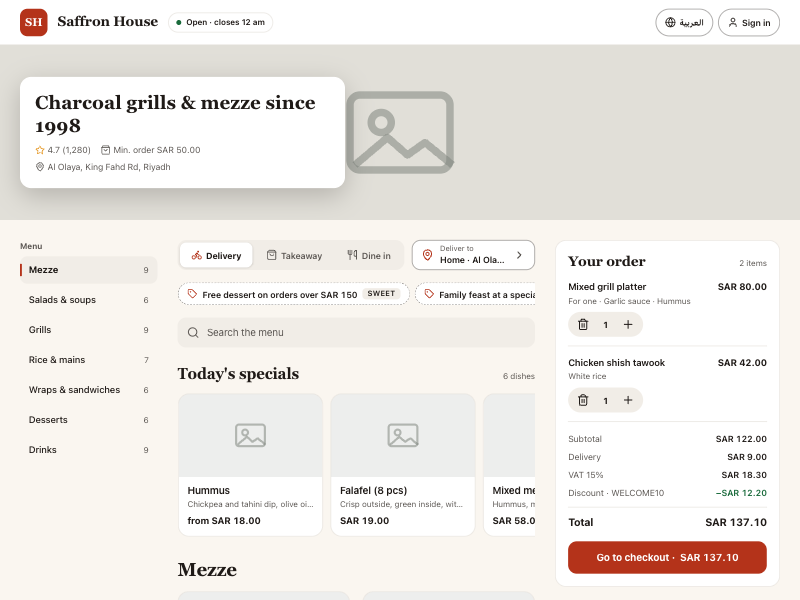 SH
Saffron House
Open · closes 12 am
العربية
Sign in
Charcoal grills & mezze since
1998
4.7 (1,280)
Min. order SAR 50.00
Al Olaya, King Fahd Rd, Riyadh
Menu
Mezze 9
Salads & soups 6
Grills 9
Rice & mains 7
Wraps & sandwiches 6
Desserts 6
Drinks 9
Delivery
Takeaway
Dine in
Deliver to
Home · Al Ola...
Free dessert on orders over SAR 150 SWEET
Family feast at a specia
Search the menu
Today's specials
6 dishes
Hummus
Chickpea and tahini dip, olive oi...
from SAR 18.00
Falafel (8 pcs)
Crisp outside, green inside, wit...
SAR 19.00
Mixed me
Hummus, m
SAR 58.0
Mezze
Your order
2 items
Mixed grill platter SAR 80.00
For one · Garlic sauce · Hummus
1
Chicken shish tawook SAR 42.00
White rice
1
Subtotal SAR 122.00
Delivery SAR 9.00
VAT 15% SAR 18.30
Discount · WELCOME10 −SAR 12.20
Total SAR 137.10
Go to checkout · SAR 137.10